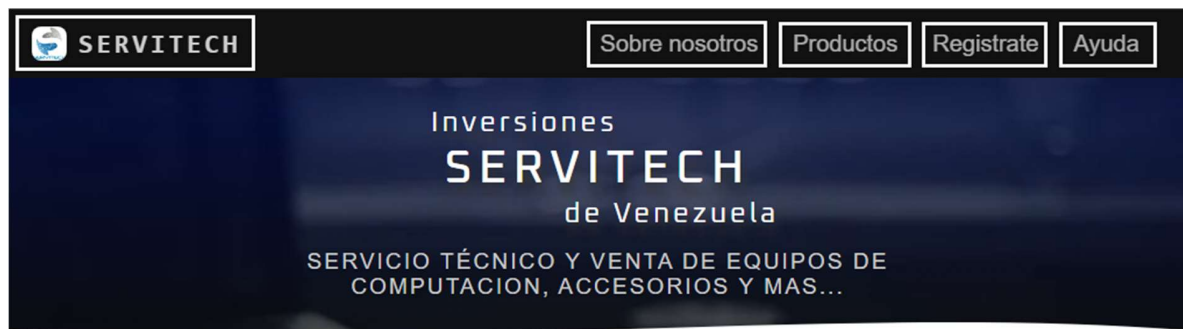 SERVITECH
Sobre nosotros
Productos
Registrate
Ayuda
Inversiones
SERVITECH
de Venezuela
SERVICIO TÉCNICO Y VENTA DE EQUIPOS DE
COMPUTACION, ACCESORIOS Y MAS...